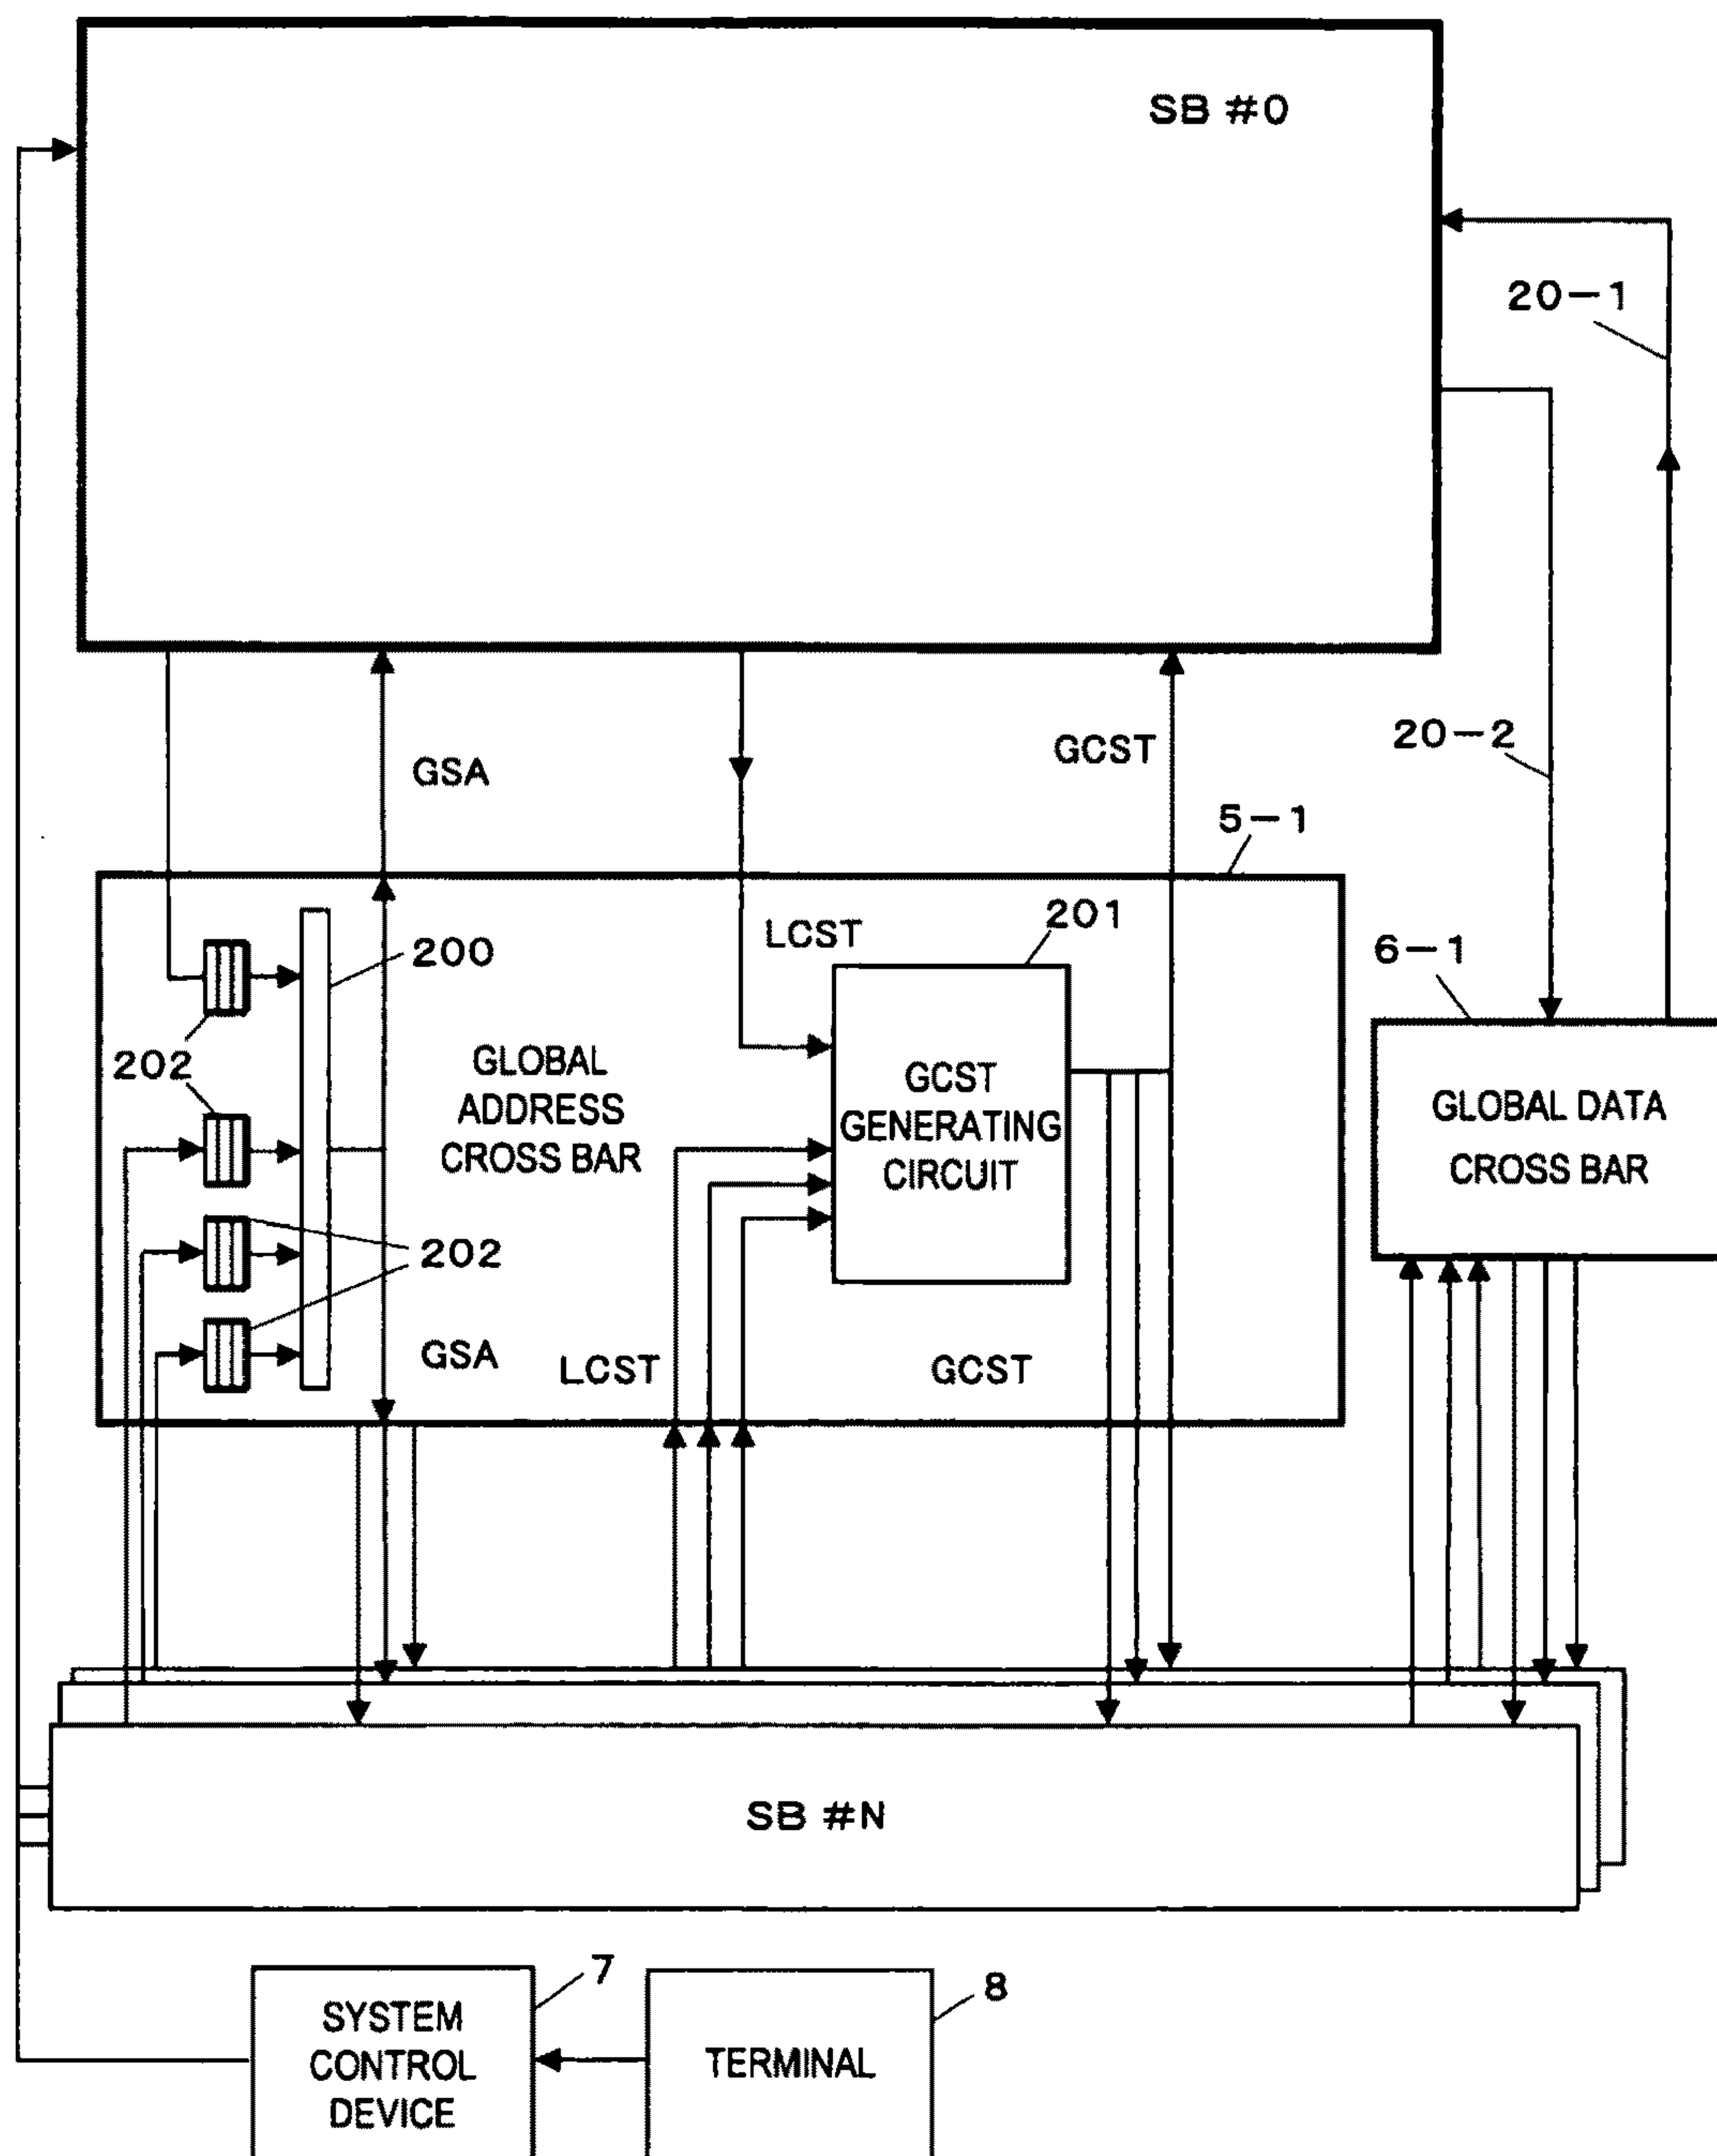 SB #0
20-1
20-2
GSA
GCST
5-1
LCST
201
200
6-1
202
GLOBAL
ADDRESS
CROSS BAR
GCST
GENERATING
CIRCUIT
GLOBAL DATA
CROSS BAR
202
GSA
LCST
GCST
SB #N
7
8
SYSTEM
CONTROL
DEVICE
TERMINAL